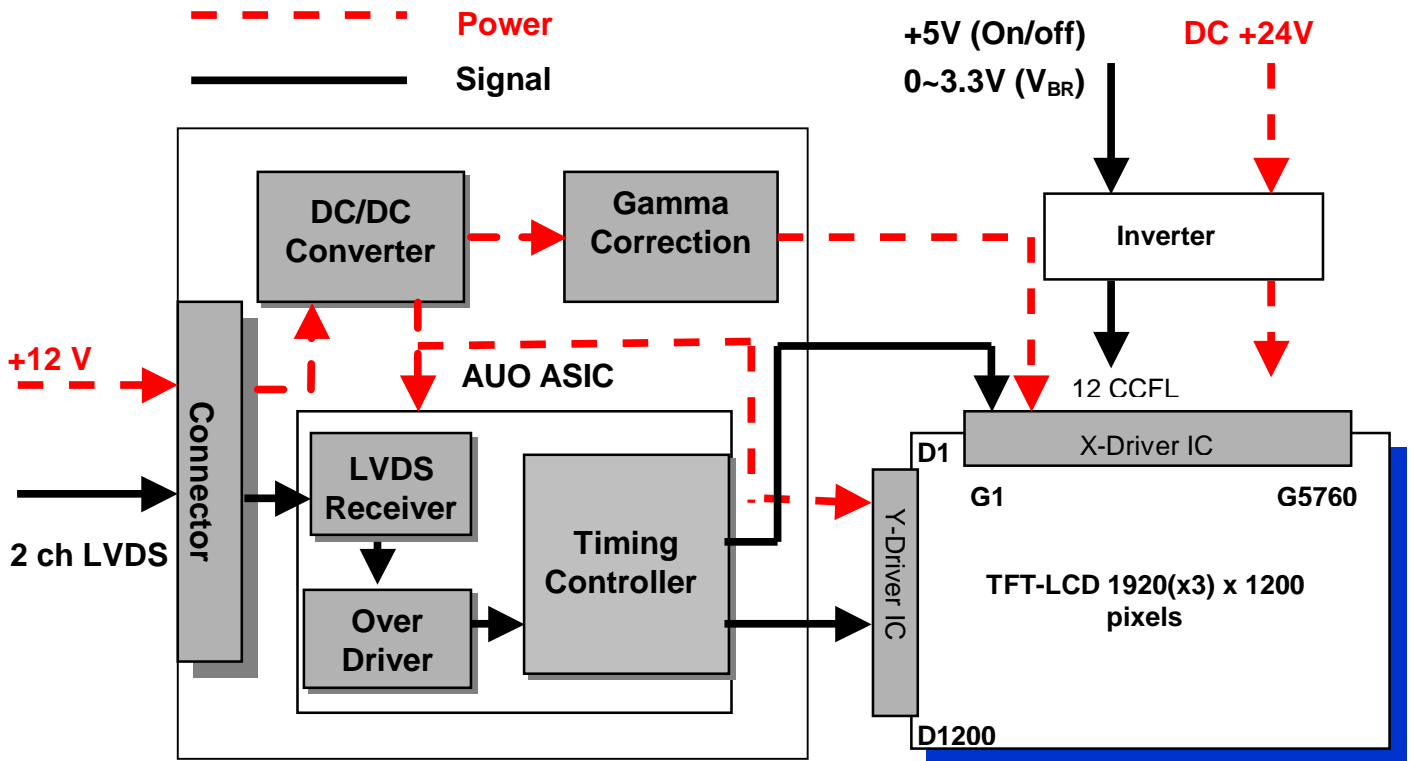 Power
Signal
+5V (On/off)
0~3.3V (VBR)
DC +24V
DC/DC
Converter
Gamma
Correction
Inverter
+12 V
AUO ASIC
12 CCFL
Connector
LVDS
Receiver
X-Driver IC
D1
G1
G5760
2 ch LVDS
Timing
Controller
Y-Driver IC
TFT-LCD 1920(x3) x 1200
pixels
Over
Driver
D1200